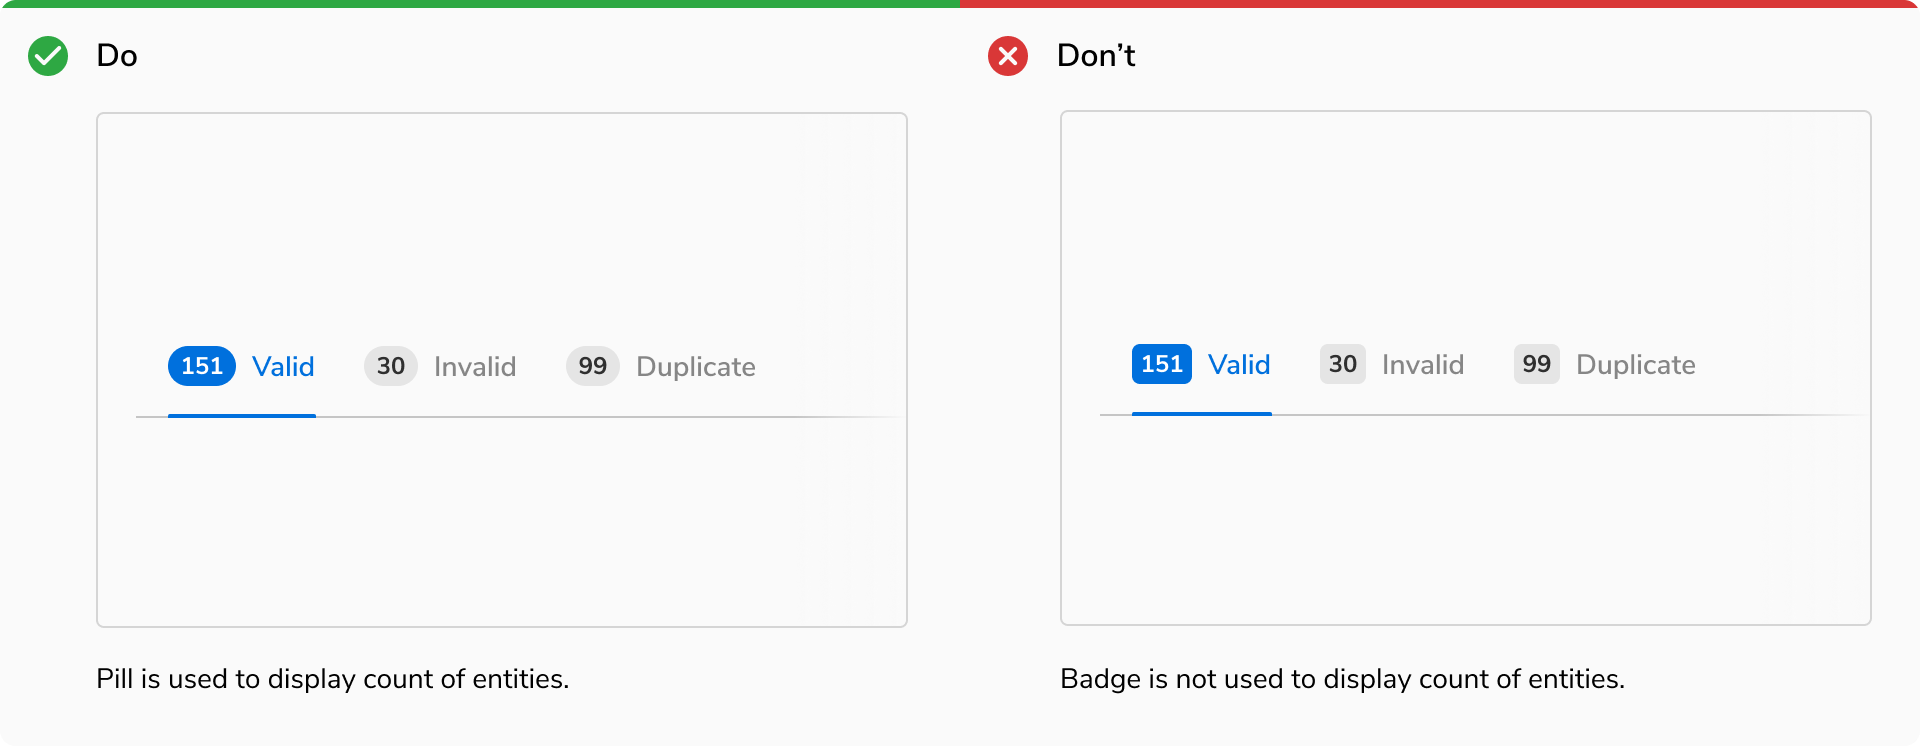 Do
151 Valid 30 Invalid 99 Duplicate
Pill is used to display count of entities.
Don’t
151 Valid 30 Invalid 99 Duplicate
Badge is not used to display count of entities.